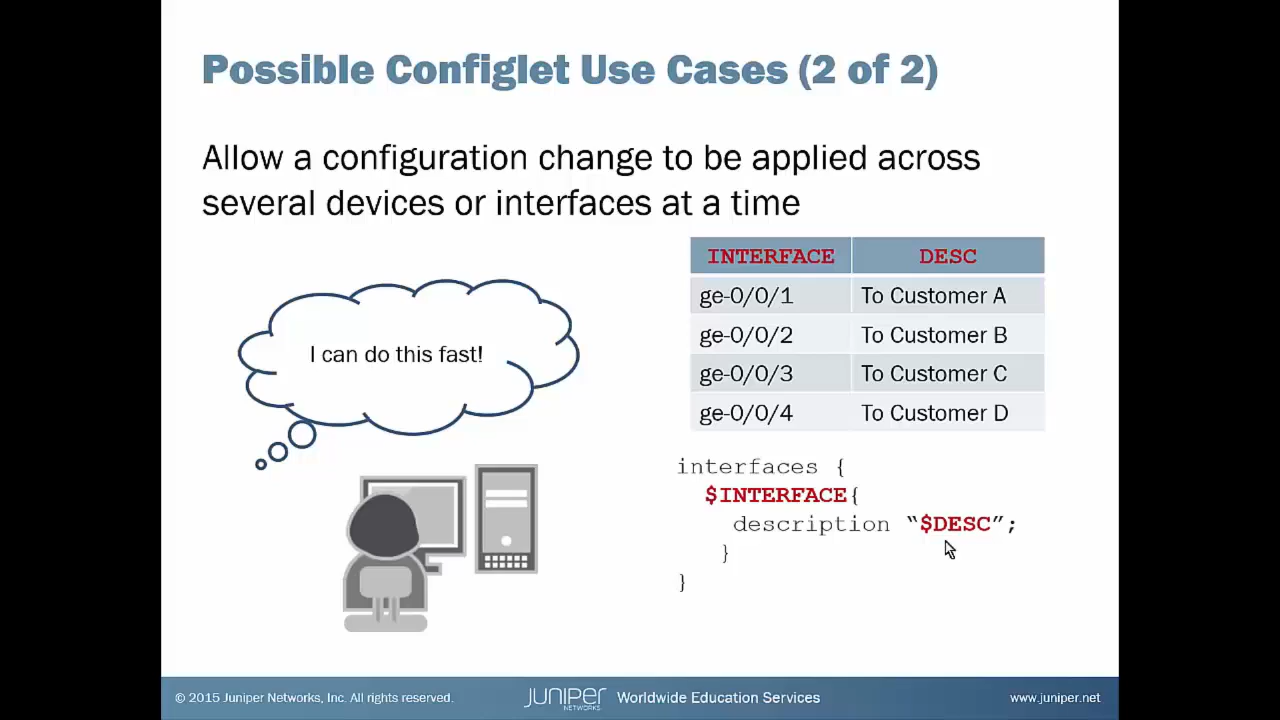 Possible Configlet Use Cases (2 of 2)
Allow a configuration change to be applied across
several devices or interfaces at a time
I can do this fast!
INTERFACE DESC
ge-0/0/1 To Customer A
ge-0/0/2 To Customer B
ge-0/0/3 To Customer C
ge-0/0/4 To Customer D
interfaces {
$INTERFACE{
description “$DESC”;
}
}
© 2015 Juniper Networks, Inc. All rights reserved.
JUNIPER
NETWORKS
Worldwide Education Services
www.juniper.net